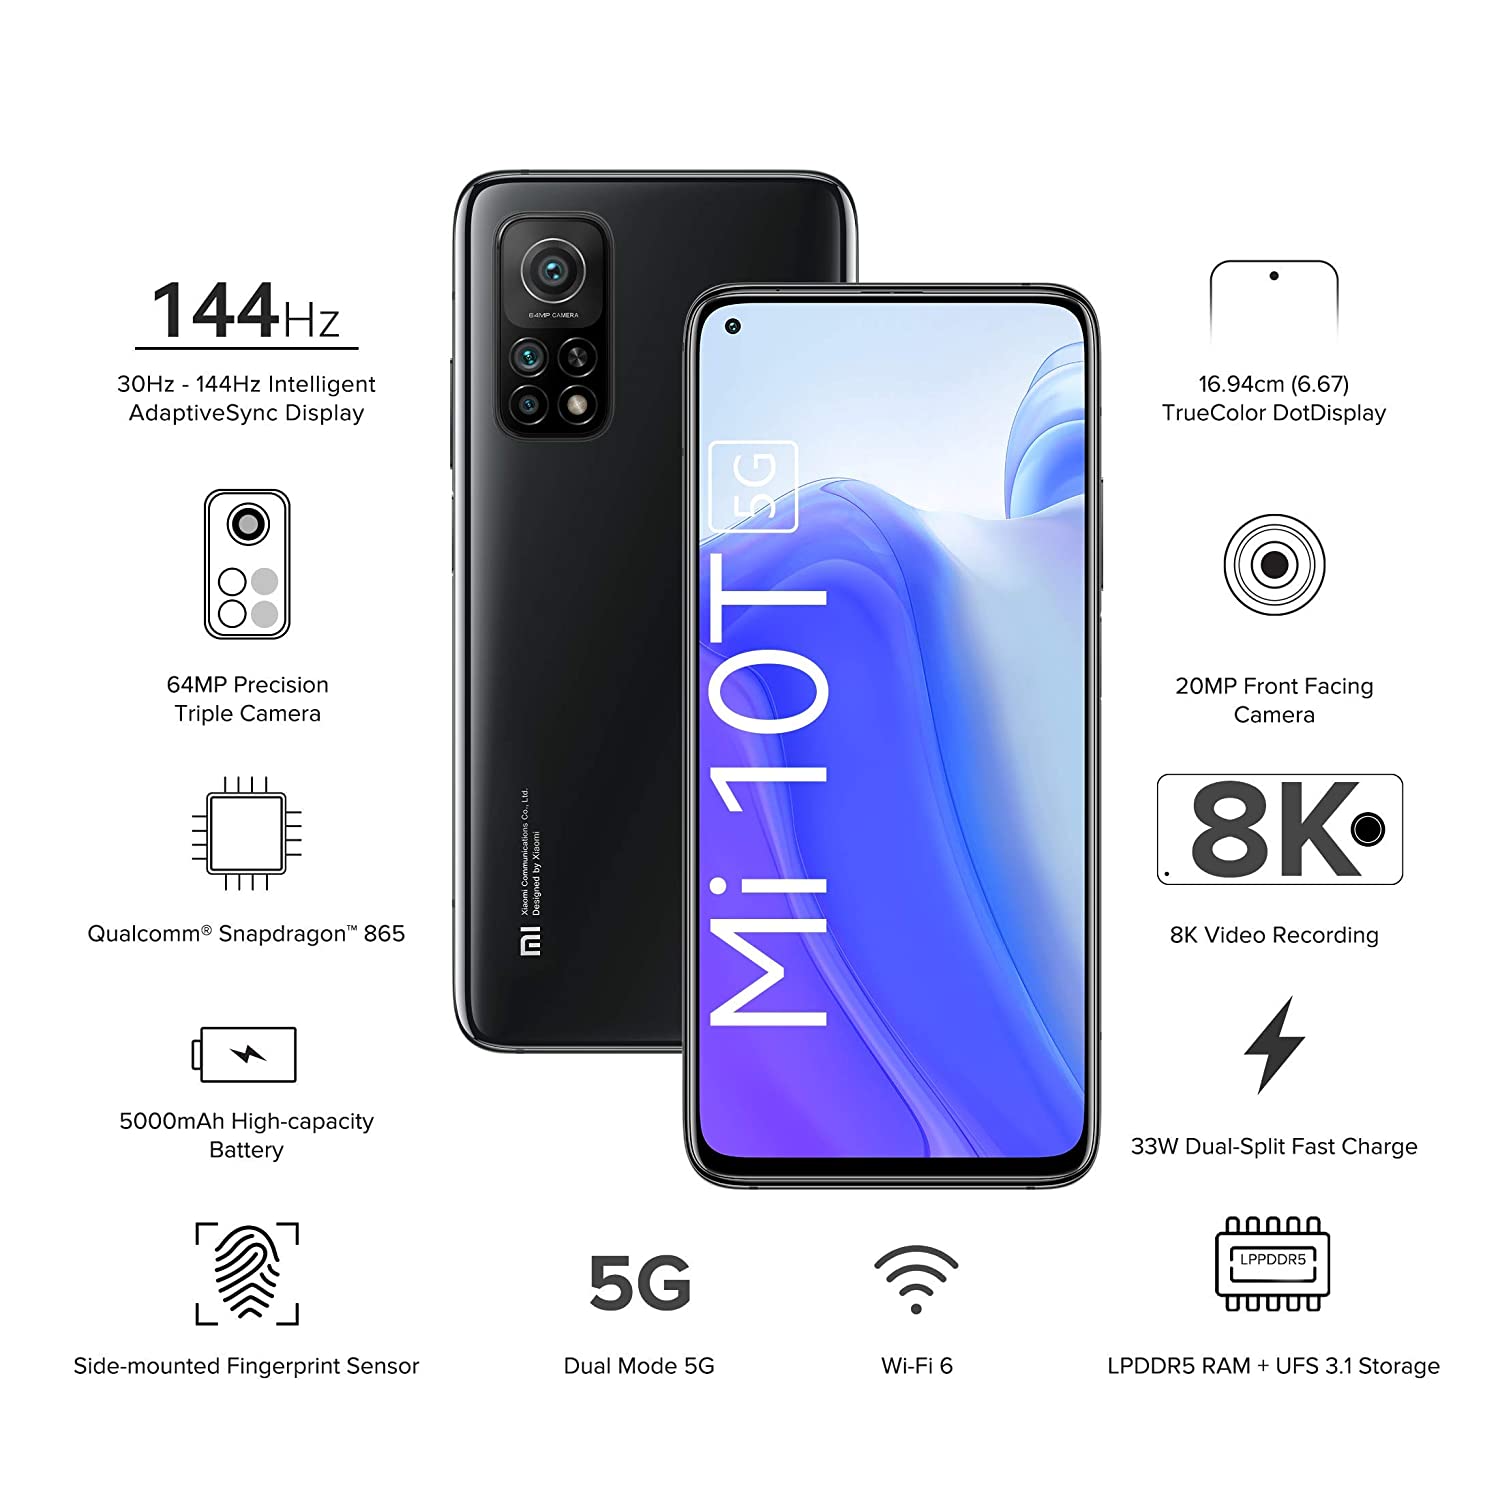 144Hz
30Hz - 144Hz Intelligent
AdaptiveSync Display
64MP Precision
Triple Camera
Qualcomm® Snapdragon™ 865
5000mAh High-capacity
Battery
Side-mounted Fingerprint Sensor
64MP CAMERA
Xiaomi Communications Co., Ltd.
Designed by Xiaomi
mi
Mi 10T 5G
5G
Dual Mode 5G
Wi-Fi 6
16.94cm (6.67)
TrueColor DotDisplay
20MP Front Facing
Camera
8K
8K Video Recording
33W Dual-Split Fast Charge
LPPDDR5
LPDDR5 RAM + UFS 3.1 Storage